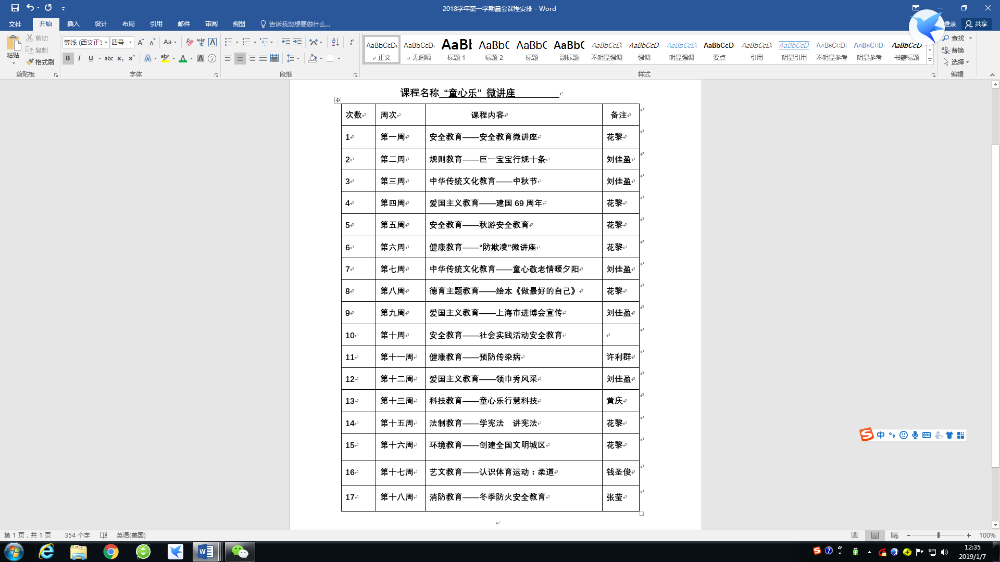 2018学年第一学期晨会课程安排 - Word
文件 开始 插入 设计 布局 引用 邮件 审阅 视图 告诉我您想要做什么... 登录 共享
粘贴 剪切 复制 格式刷
等线 (西文正文 四号
AaBbCcDc AaBbCcDc AaBb AaBbC AaBbC AaBbC AaBbCcD AaBbCcD AaBbCcD AaBbCcD AaBbCcD AaBbCcD AaBbCcD AaBbCcD AaBbCcD
正文 无间隔 标题 1 标题 2 标题 副标题 不明显强调 强调 明显强调 要点 引用 明显引用 不明显参考 明显参考 书籍标题
查找 替换 选择
剪贴板 字体 段落 样式 编辑
课程名称 “童心乐” 微讲座
次数 周次 课程内容 备注
1 第一周 安全教育——安全教育微讲座 花黎
2 第二周 规则教育——巨一宝宝行规十条 刘佳盈
3 第三周 中华传统文化教育——中秋节 刘佳盈
4 第四周 爱国主义教育——建国 69 周年 花黎
5 第五周 安全教育——秋游安全教育 花黎
6 第六周 健康教育——“防欺凌”微讲座 花黎
7 第七周 中华传统文化教育——童心敬老情暖夕阳 刘佳盈
8 第八周 德育主题教育——绘本《做最好的自己》 花黎
9 第九周 爱国主义教育——上海市进博会宣传 刘佳盈
10 第十周 安全教育——社会实践活动安全教育
11 第十一周 健康教育——预防传染病 许利群
12 第十二周 爱国主义教育——领巾秀风采 刘佳盈
13 第十三周 科技教育——童心乐行慧科技 黄庆
14 第十五周 法制教育——学宪法 讲宪法 花黎
15 第十六周 环境教育——创建全国文明城区 花黎
16 第十七周 艺文教育——认识体育运动：柔道 钱圣俊
17 第十八周 消防教育——冬季防火安全教育 张莹
中
第 1 页，共 1 页 354 个字 英语(美国) 100%
12:35
2019/1/7